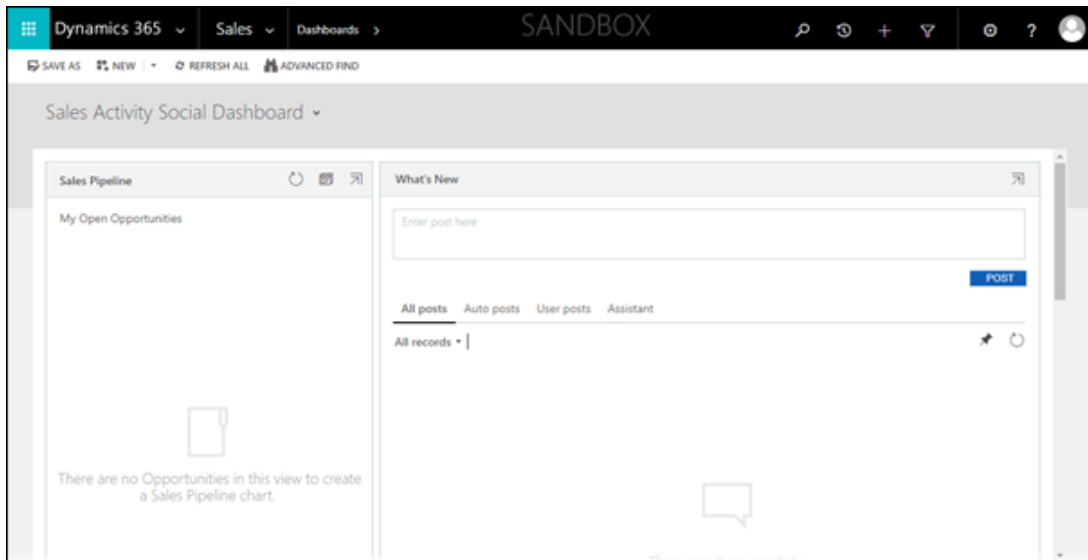 Dynamics 365 Sales Dashboards SANDBOX ?
SAVE AS NEW REFRESH ALL ADVANCED FIND
Sales Activity Social Dashboard
Sales Pipeline
My Open Opportunities
There are no Opportunities in this view to create
a Sales Pipeline chart.
What's New
Enter post here
POST
All posts Auto posts User posts Assistant
All records